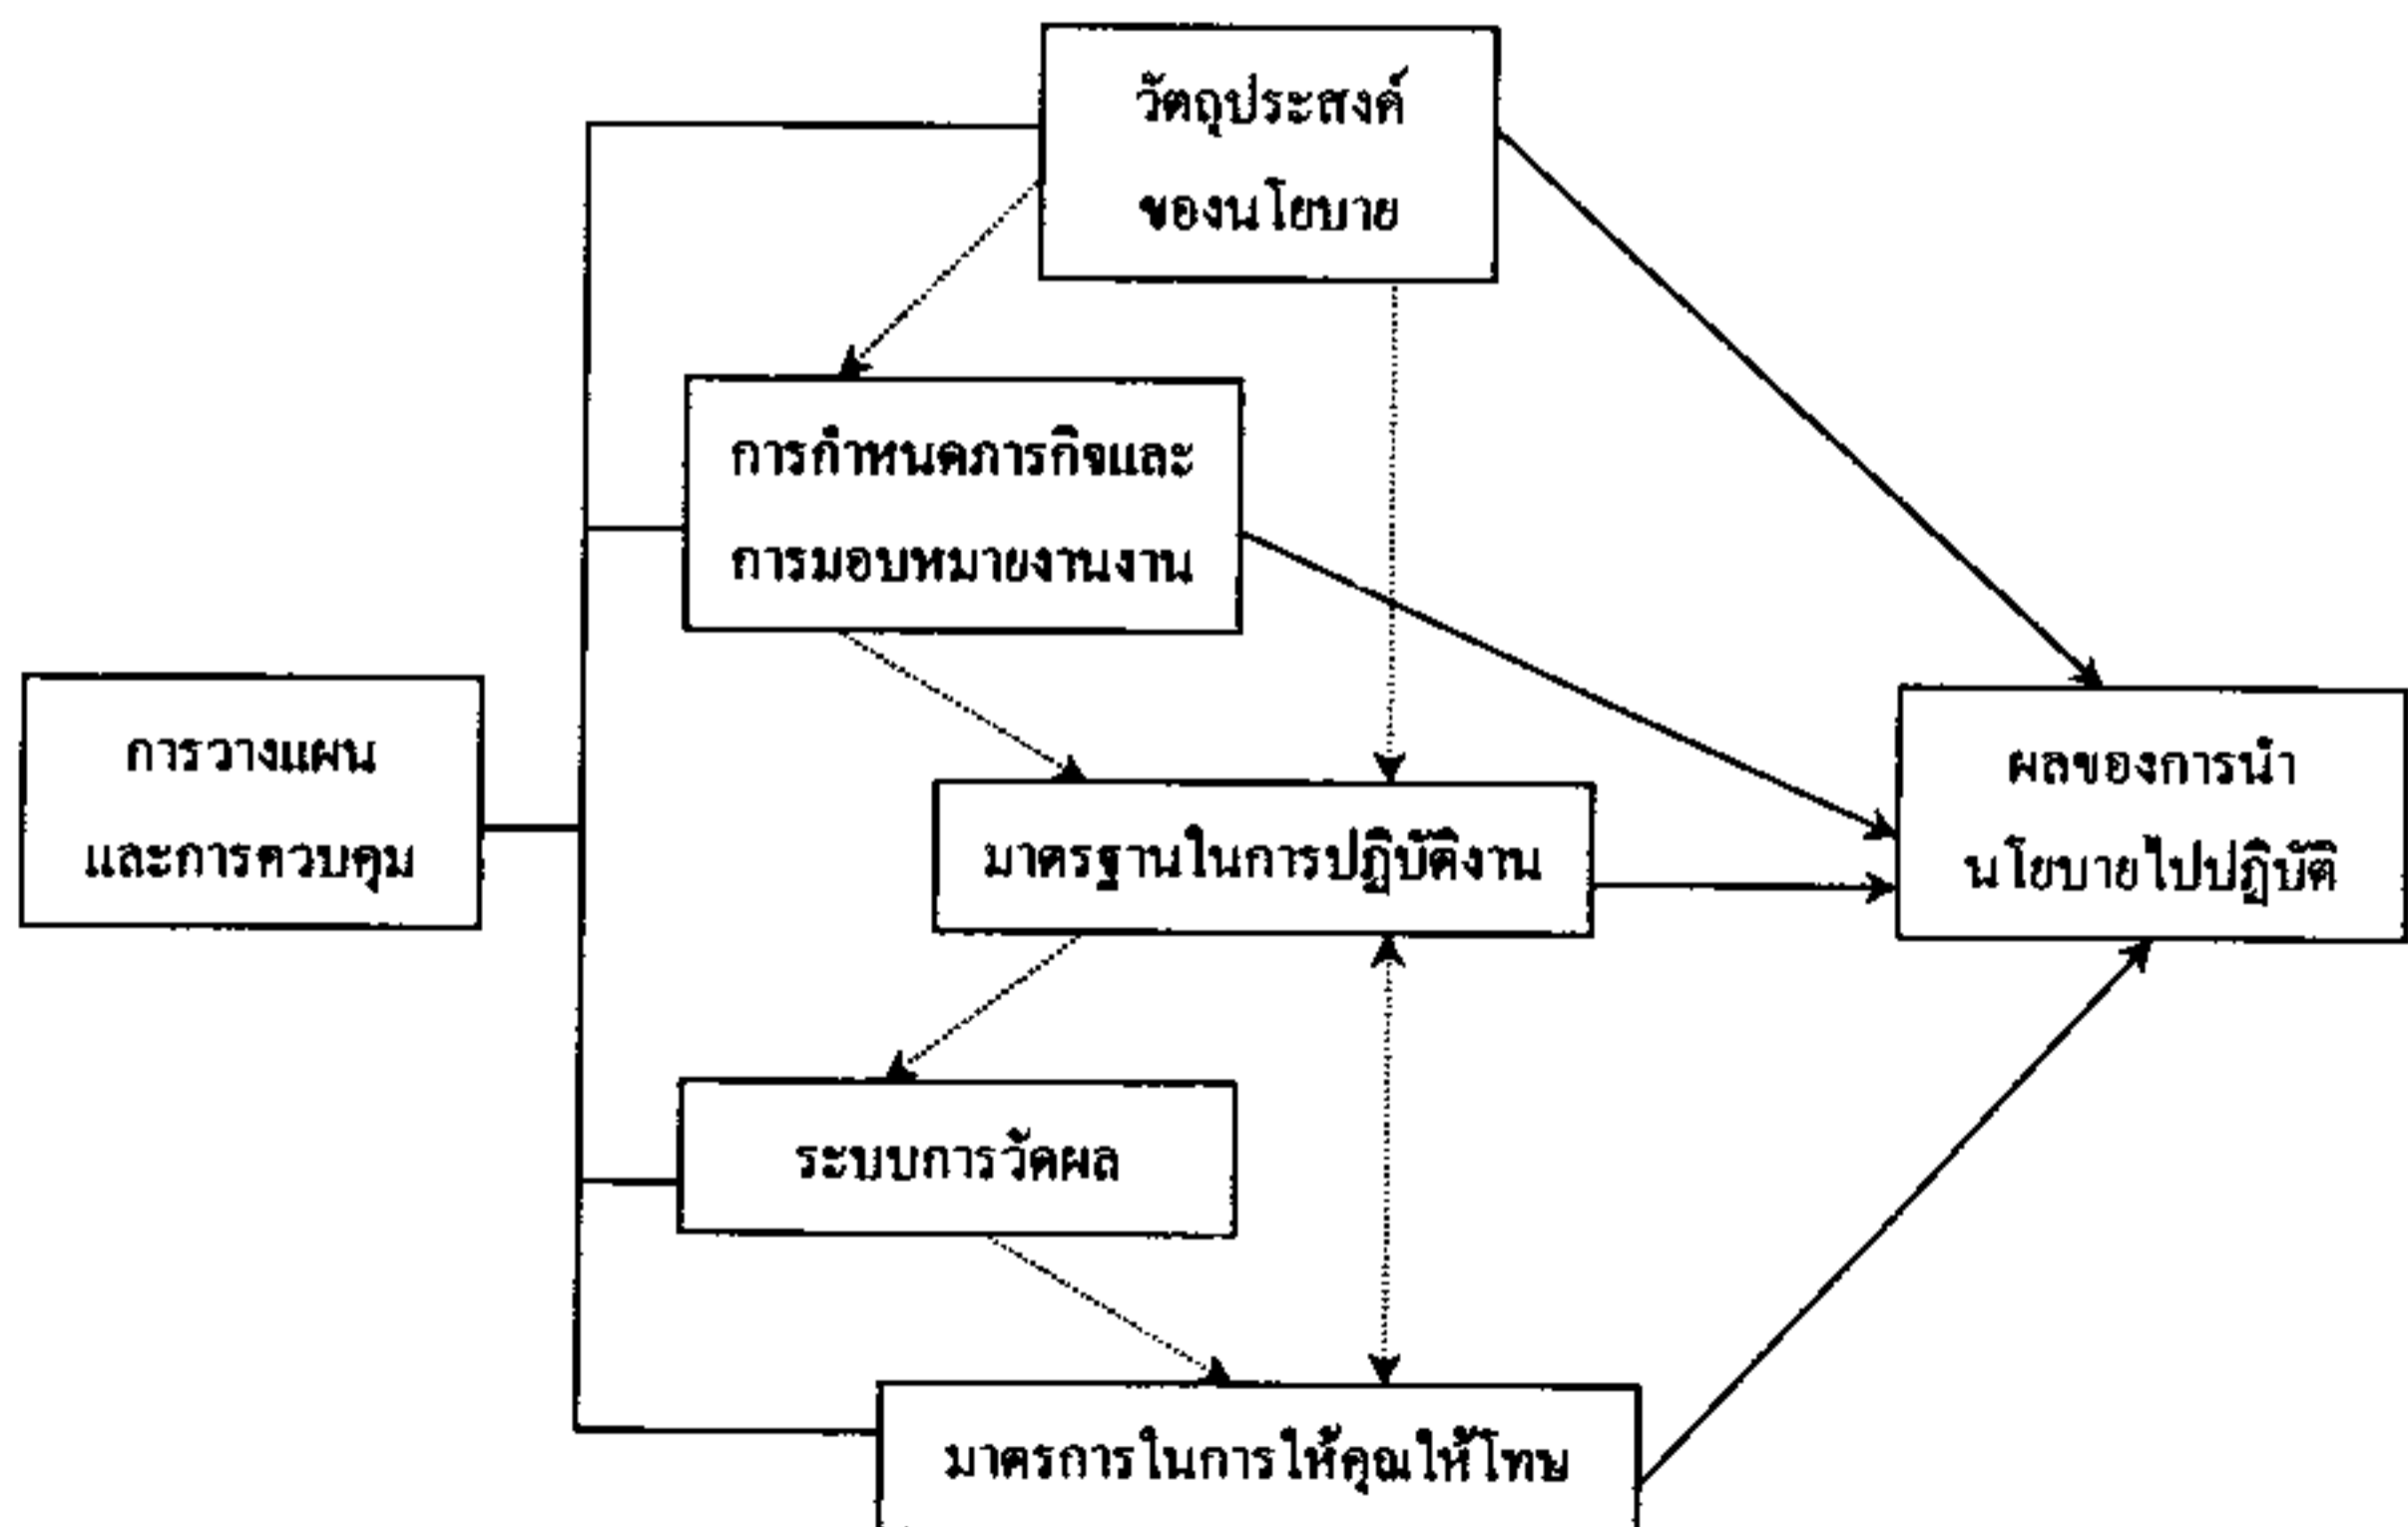 วัตถุประสงค์
ของนโยบาย
การกำหนดภารกิจและ
การมอบหมายงานงาน
การวางแผน
และการควบคุม
มาตรฐานในการปฏิบัติงาน
ผลของการนำ
นโยบายไปปฏิบัติ
ระบบการวัดผล
มาตรการในการให้คุณให้โทษ